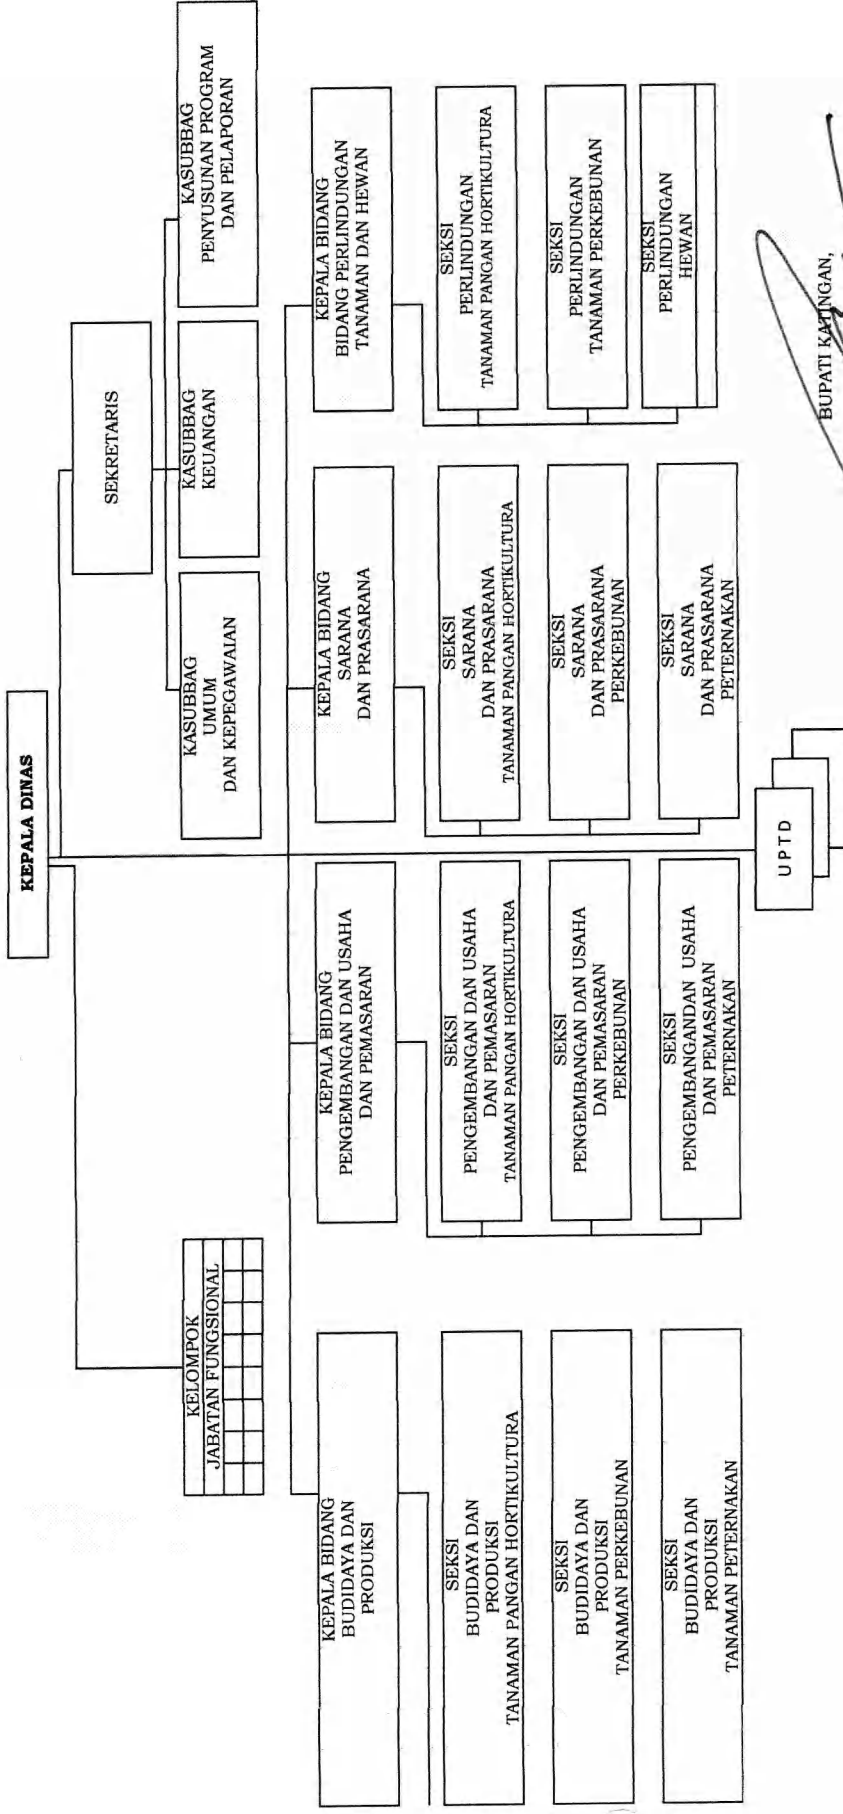 KEPALA DINAS
SEKRETARIS
KELOMPOK
JABATAN FUNGSIONAL
KASUBBAG
UMUM
DAN KEPEGAWAIAN
KASUBBAG
KEUANGAN
KASUBBAG
PENYUSUNAN PROGRAM
DAN PELAPORAN
KEPALA BIDANG
BUDIDAYA DAN
PRODUKSI
SEKSI
BUDIDAYA DAN
PRODUKSI
TANAMAN PANGAN HORTIKULTURA
SEKSI
BUDIDAYA DAN
PRODUKSI
TANAMAN PERKEBUNAN
SEKSI
BUDIDAYA DAN
PRODUKSI
TANAMAN PETERNAKAN
KEPALA BIDANG
PENGEMBANGAN DAN USAHA
DAN PEMASARAN
SEKSI
PENGEMBANGAN DAN USAHA
DAN PEMASARAN
TANAMAN PANGAN HORTIKULTURA
SEKSI
PENGEMBANGAN DAN USAHA
DAN PEMASARAN
PERKEBUNAN
SEKSI
PENGEMBANGANDAN USAHA
DAN PEMASARAN
PETERNAKAN
KEPALA BIDANG
SARANA
DAN PRASARANA
SEKSI
SARANA
DAN PRASARANA
TANAMAN PANGAN HORTIKULTURA
SEKSI
SARANA
DAN PRASARANA
PERKEBUNAN
SEKSI
SARANA
DAN PRASARANA
PETERNAKAN
KEPALA BIDANG
BIDANG PERLINDUNGAN
TANAMAN DAN HEWAN
SEKSI
PERLINDUNGAN
TANAMAN PANGAN HORTIKULTURA
SEKSI
PERLINDUNGAN
TANAMAN PERKEBUNAN
SEKSI
PERLINDUNGAN
HEWAN
UPTD
BUPATI KATINGAN,